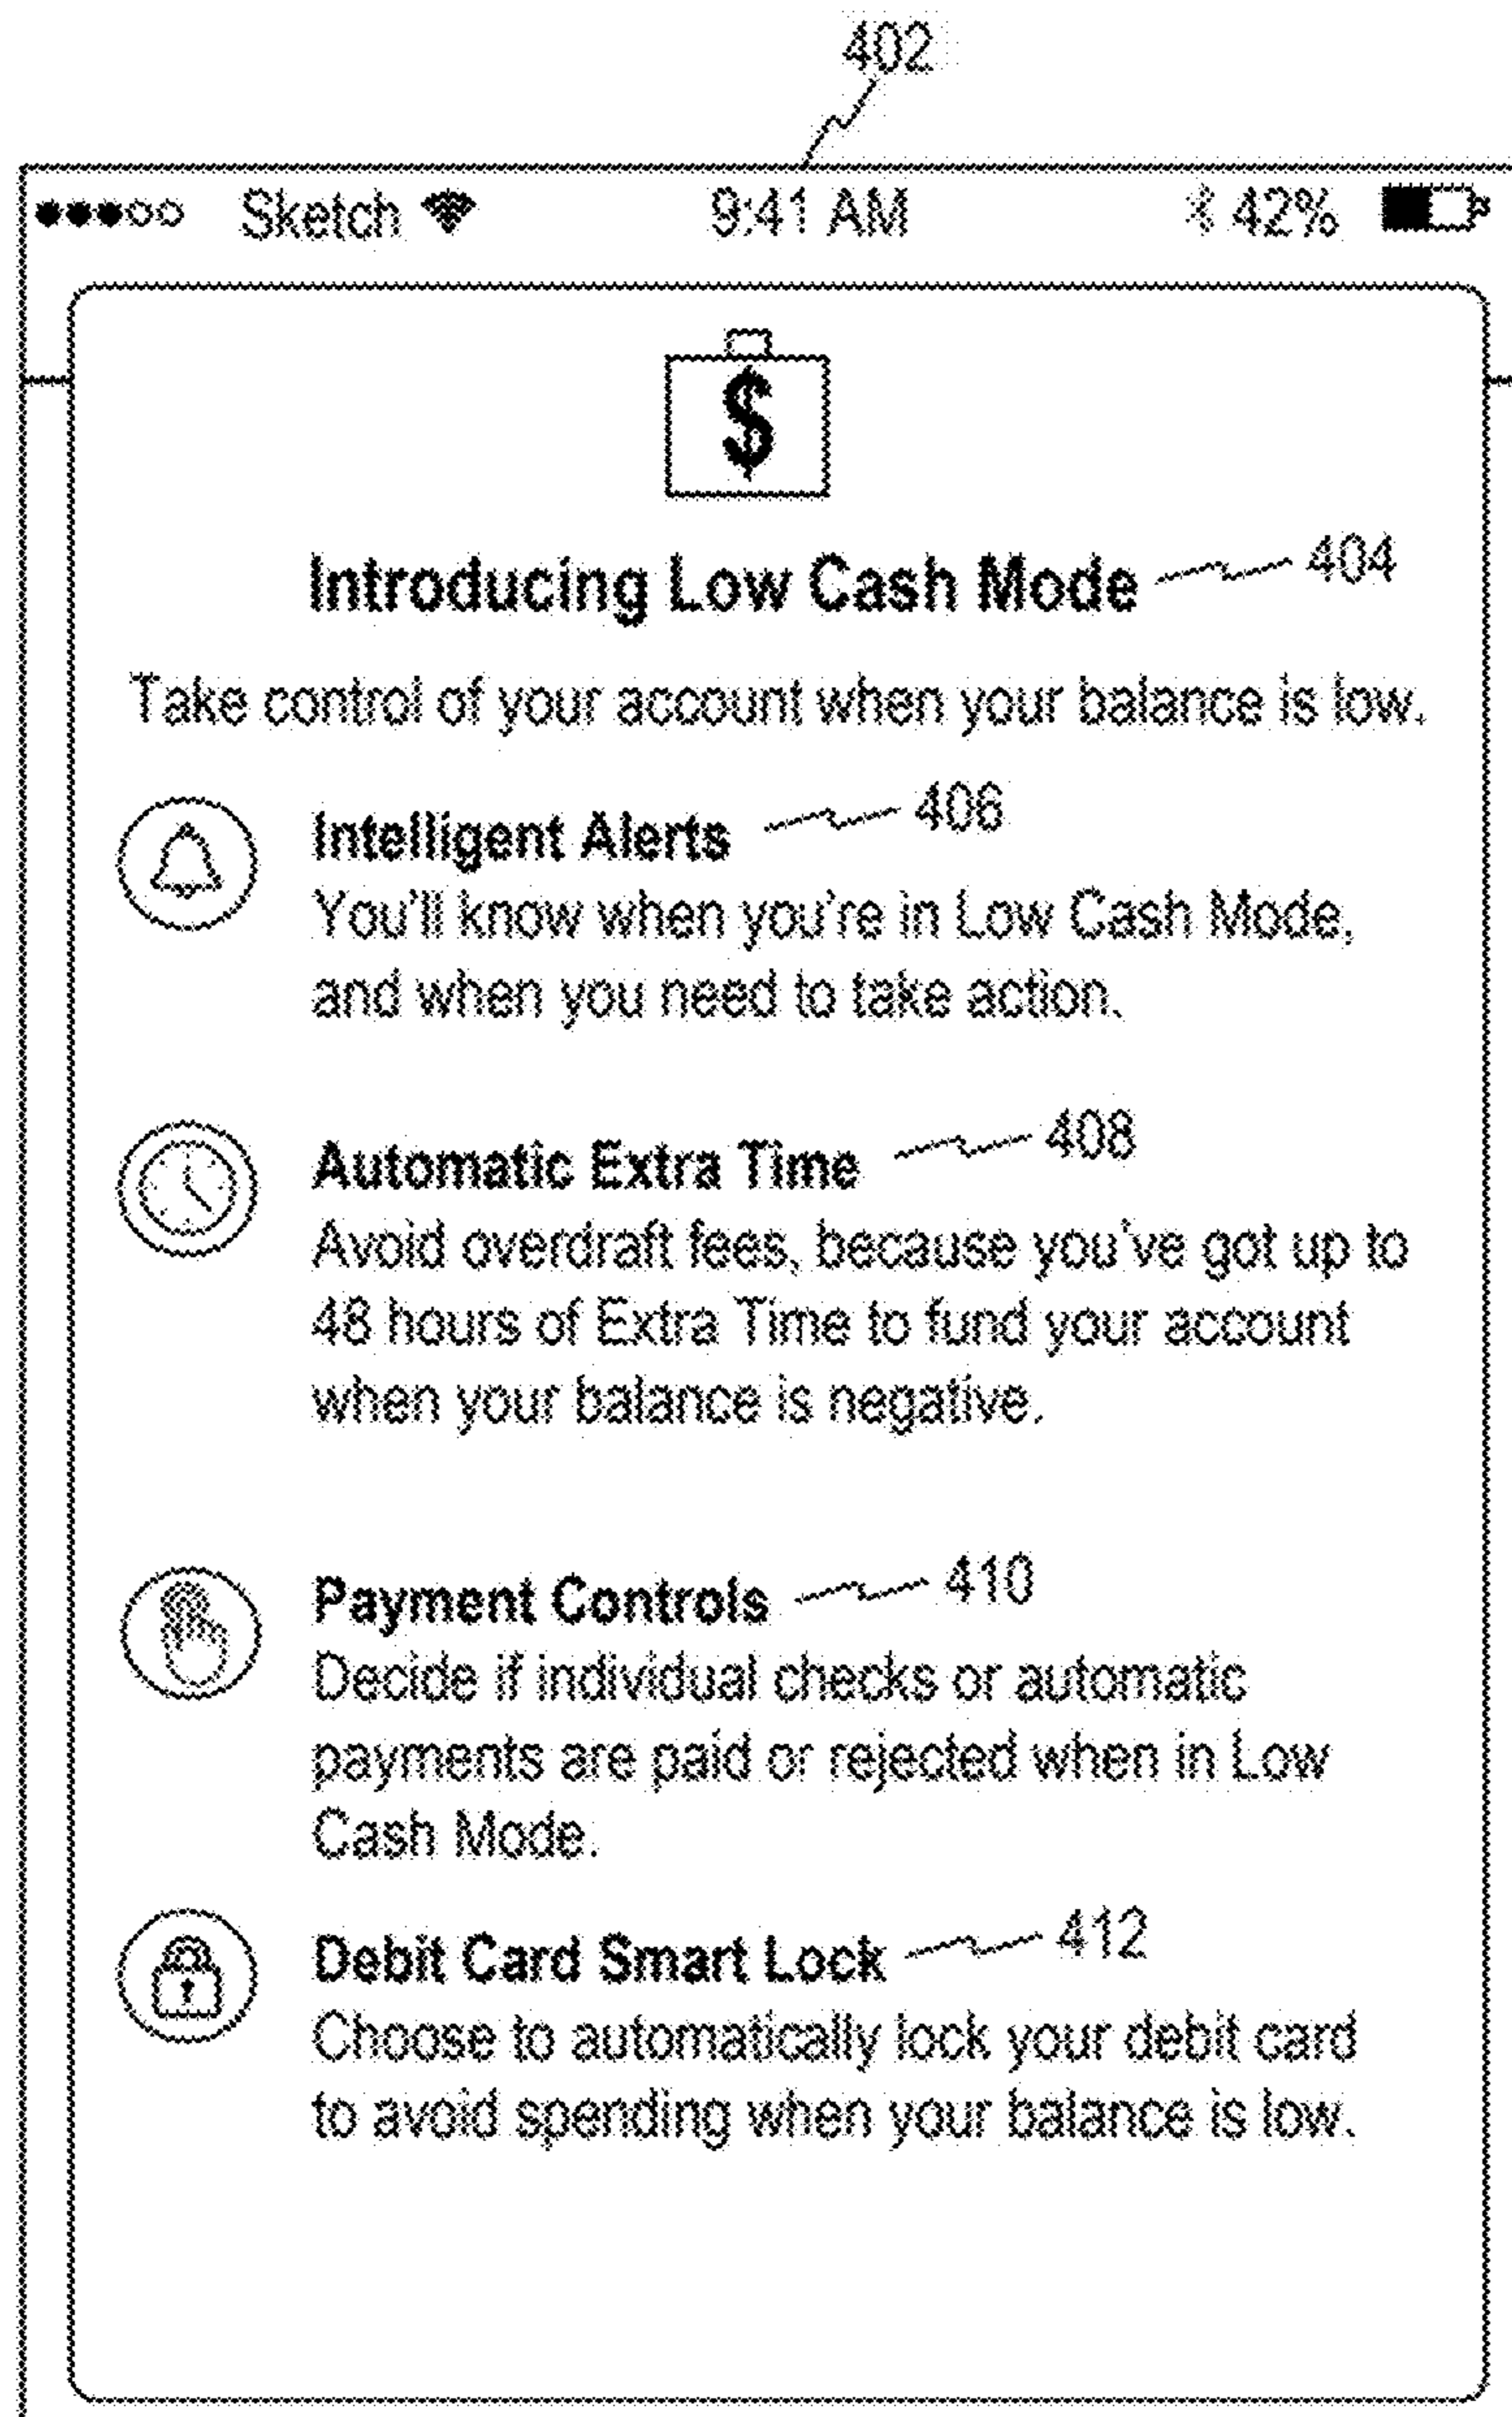 402
Sketch 9:41 AM 42%
$
Introducing Low Cash Mode 404
Take control of your account when your balance is low.
Intelligent Alerts 406
You'll know when you're in Low Cash Mode,
and when you need to take action.
Automatic Extra Time 408
Avoid overdraft fees, because you've got up to
48 hours of Extra Time to fund your account
when your balance is negative.
Payment Controls 410
Decide if individual checks or automatic
payments are paid or rejected when in Low
Cash Mode.
Debit Card Smart Lock 412
Choose to automatically lock your debit card
to avoid spending when your balance is low.